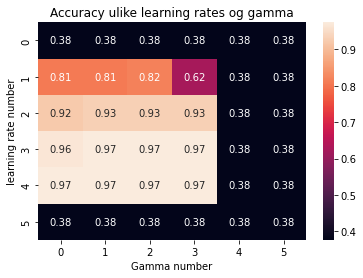 Accuracy ulike learning rates og gamma
0 0.38 0.38 0.38 0.38 0.38 0.38
1 0.81 0.81 0.82 0.62 0.38 0.38
2 0.92 0.93 0.93 0.93 0.38 0.38
3 0.96 0.97 0.97 0.97 0.38 0.38
4 0.97 0.97 0.97 0.97 0.38 0.38
5 0.38 0.38 0.38 0.38 0.38 0.38
0 1 2 3 4 5
Gamma number
learning rate number
0.9
0.8
0.7
0.6
0.5
0.4